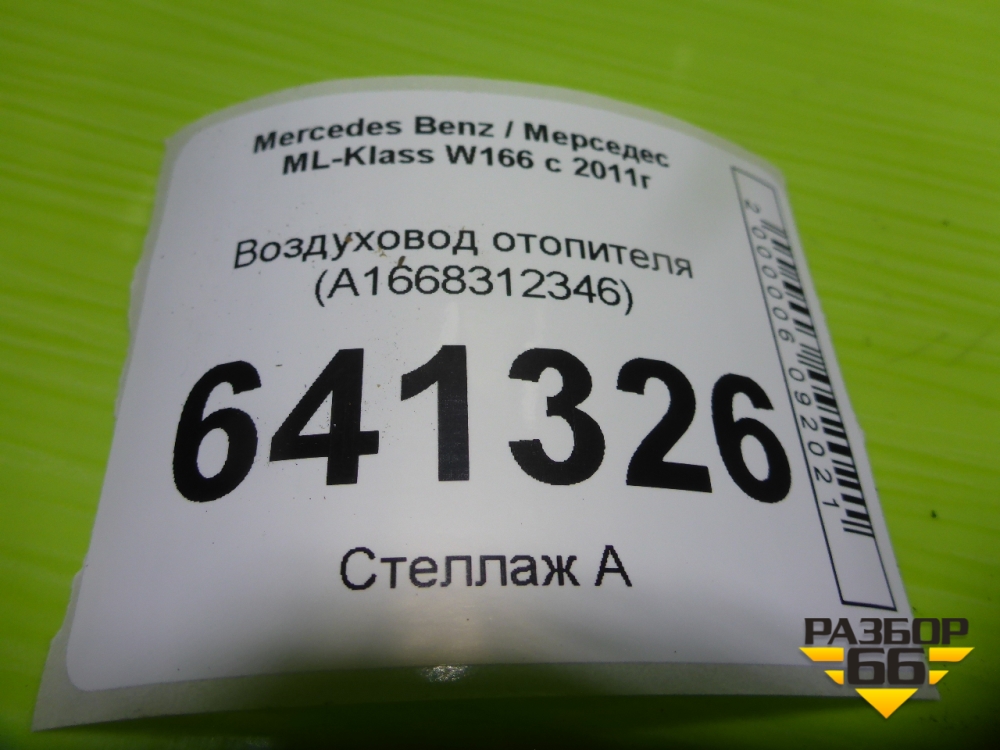 Mercedes Benz / Мерседес
ML-Klass W166 с 2011г
Воздуховод отопителя
(A1668312346)
641326
Стеллаж А
2000006092021
РАЗБОР
66